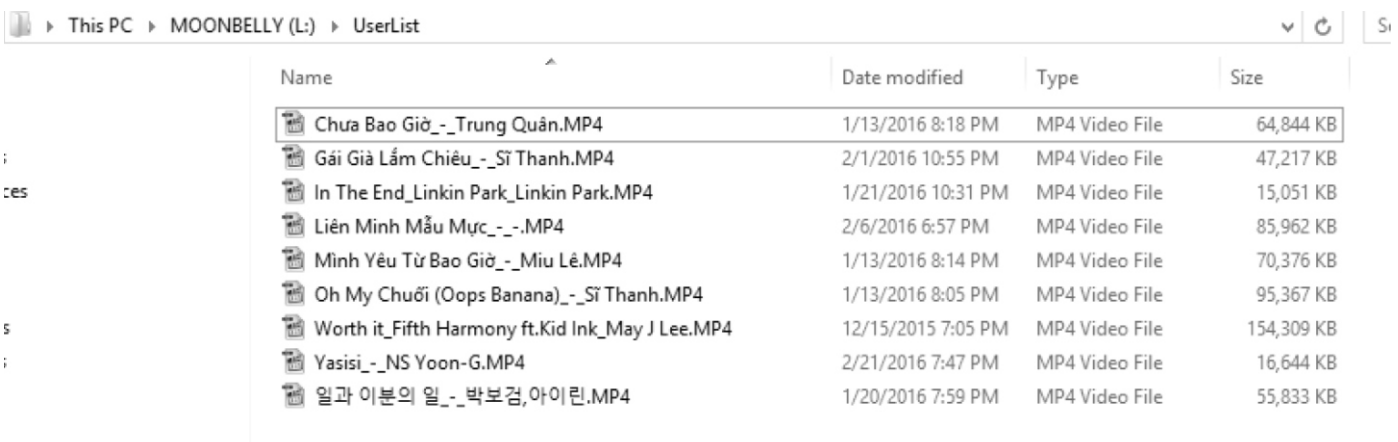 This PC MOONBELLY (L:) UserList
Name Date modified Type Size
Chưa Bao Giờ_-_Trung Quân.MP4 1/13/2016 8:18 PM MP4 Video File 64,844 KB
Gái Già Lắm Chiêu_-_Sĩ Thanh.MP4 2/1/2016 10:55 PM MP4 Video File 47,217 KB
In The End_Linkin Park_Linkin Park.MP4 1/21/2016 10:31 PM MP4 Video File 15,051 KB
Liên Minh Mẫu Mực_-_-.MP4 2/6/2016 6:57 PM MP4 Video File 85,962 KB
Mình Yêu Từ Bao Giờ_-_Miu Lê.MP4 1/13/2016 8:14 PM MP4 Video File 70,376 KB
Oh My Chuối (Oops Banana)_-_Sĩ Thanh.MP4 1/13/2016 8:05 PM MP4 Video File 95,367 KB
Worth it_Fifth Harmony ft.Kid Ink_May J Lee.MP4 12/15/2015 7:05 PM MP4 Video File 154,309 KB
Yasisi_-_NS Yoon-G.MP4 2/21/2016 7:47 PM MP4 Video File 16,644 KB
일과 이분의 일_-_박보검,아이린.MP4 1/20/2016 7:59 PM MP4 Video File 55,833 KB